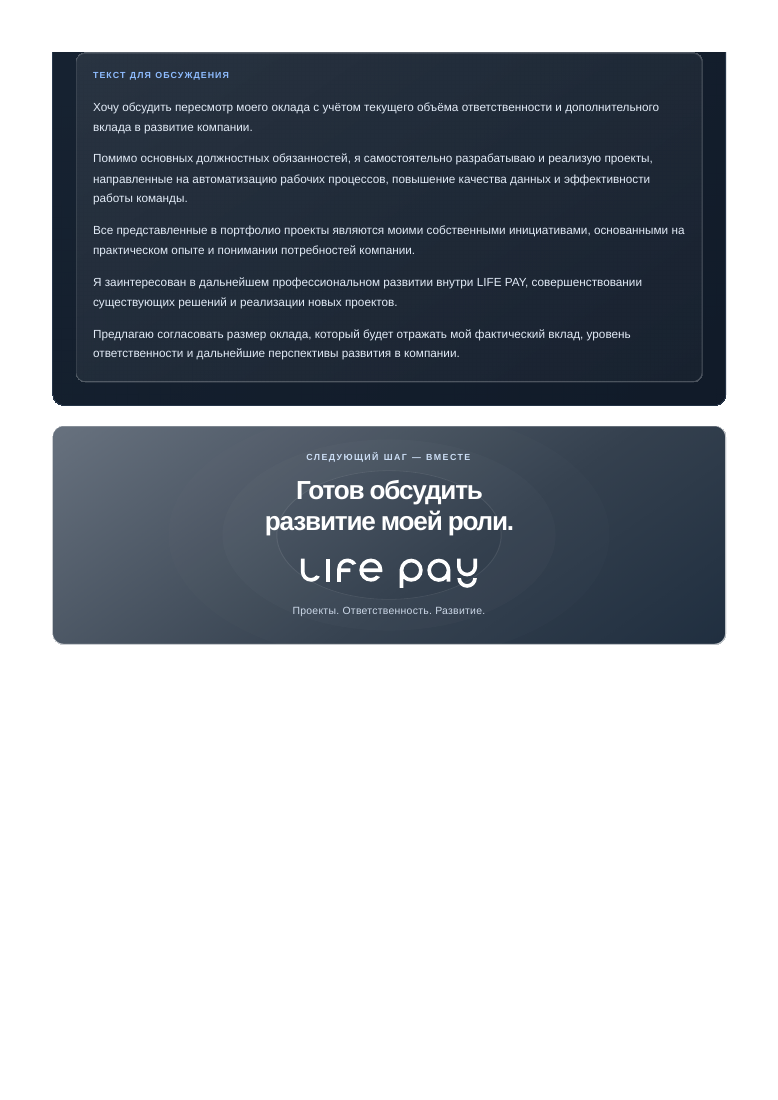 ТЕКСТ ДЛЯ ОБСУЖДЕНИЯ
Хочу обсудить пересмотр моего оклада с учётом текущего объёма ответственности и дополнительного
вклада в развитие компании.
Помимо основных должностных обязанностей, я самостоятельно разрабатываю и реализую проекты,
направленные на автоматизацию рабочих процессов, повышение качества данных и эффективности
работы команды.
Все представленные в портфолио проекты являются моими собственными инициативами, основанными на
практическом опыте и понимании потребностей компании.
Я заинтересован в дальнейшем профессиональном развитии внутри LIFE PAY, совершенствовании
существующих решений и реализации новых проектов.
Предлагаю согласовать размер оклада, который будет отражать мой фактический вклад, уровень
ответственности и дальнейшие перспективы развития в компании.
СЛЕДУЮЩИЙ ШАГ — ВМЕСТЕ
Готов обсудить
развитие моей роли.
LIFe pay
Проекты. Ответственность. Развитие.